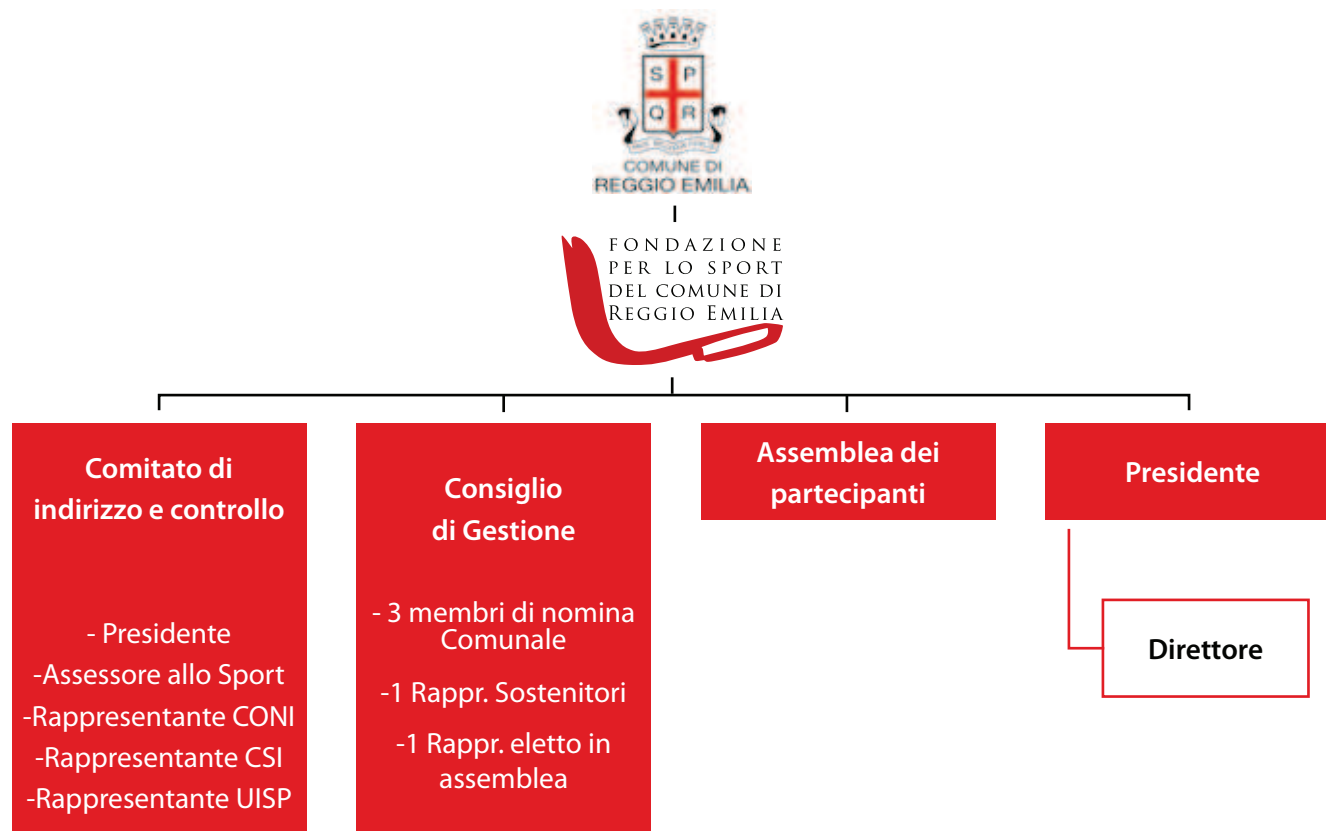 S P
Q R
COMUNE DI
REGGIO EMILIA
FONDAZIONE
PER LO SPORT
DEL COMUNE DI
REGGIO EMILIA
Comitato di
indirizzo e controllo
- Presidente
-Assessore allo Sport
-Rappresentante CONI
-Rappresentante CSI
-Rappresentante UISP
Consiglio
di Gestione
- 3 membri di nomina
Comunale
-1 Rappr. Sostenitori
-1 Rappr. eletto in
assemblea
Assemblea dei
partecipanti
Presidente
Direttore